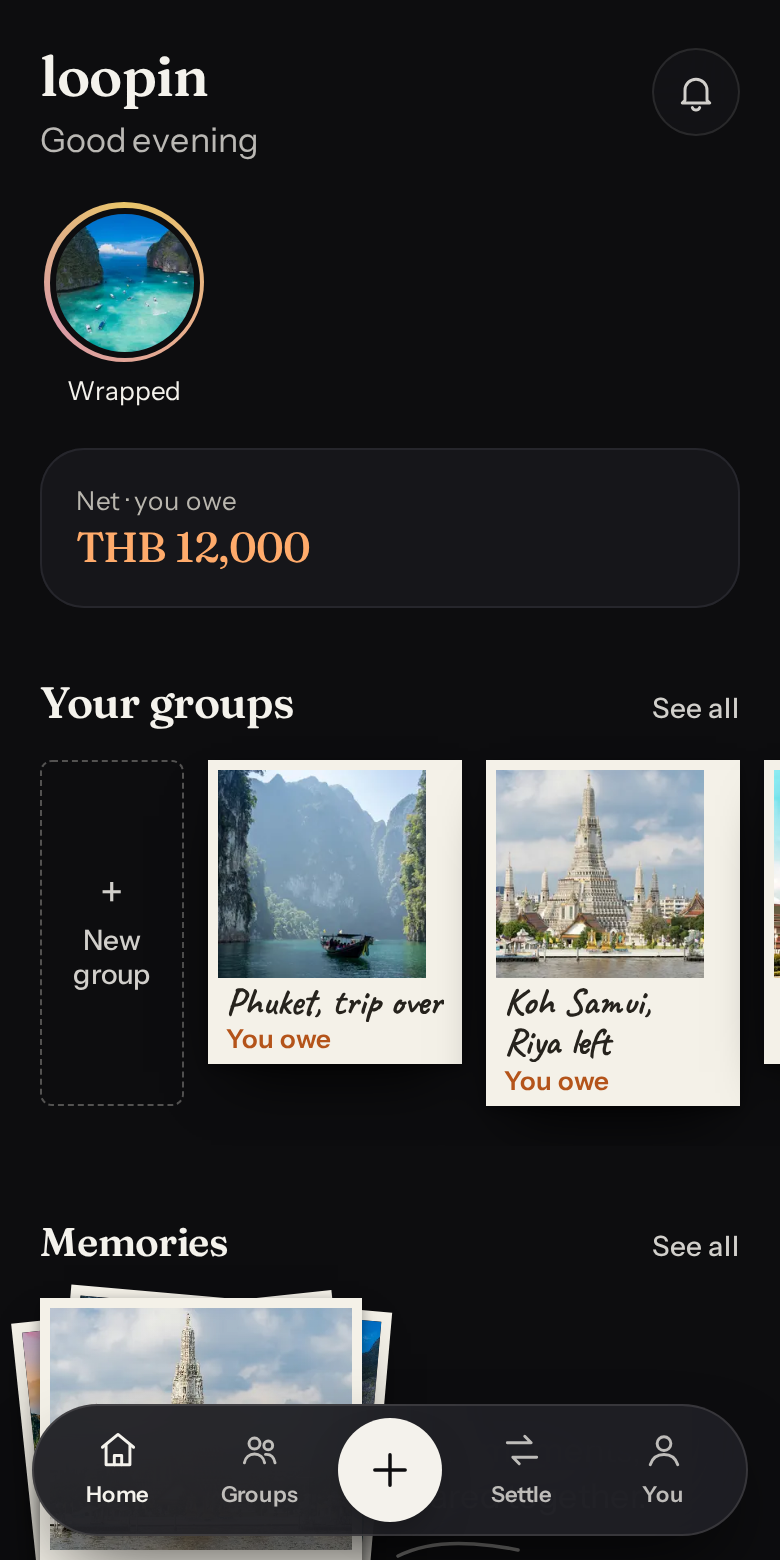 loopin
Good evening
Wrapped
Net · you owe
THB 12,000
Your groups
See all
+
New
group
Phuket, trip over
You owe
Koh Samui,
Riya left
You owe
Memories
See all
Home
Groups
Settle
You